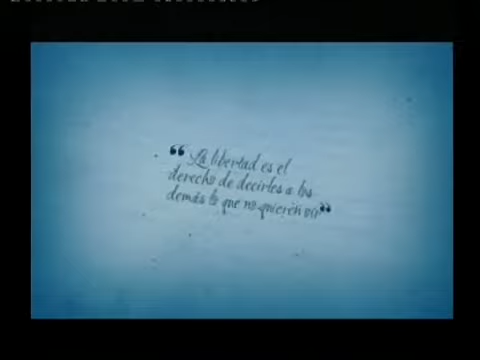 “La libertad es el
derecho de decirles a los
demás lo que no quieren oír”